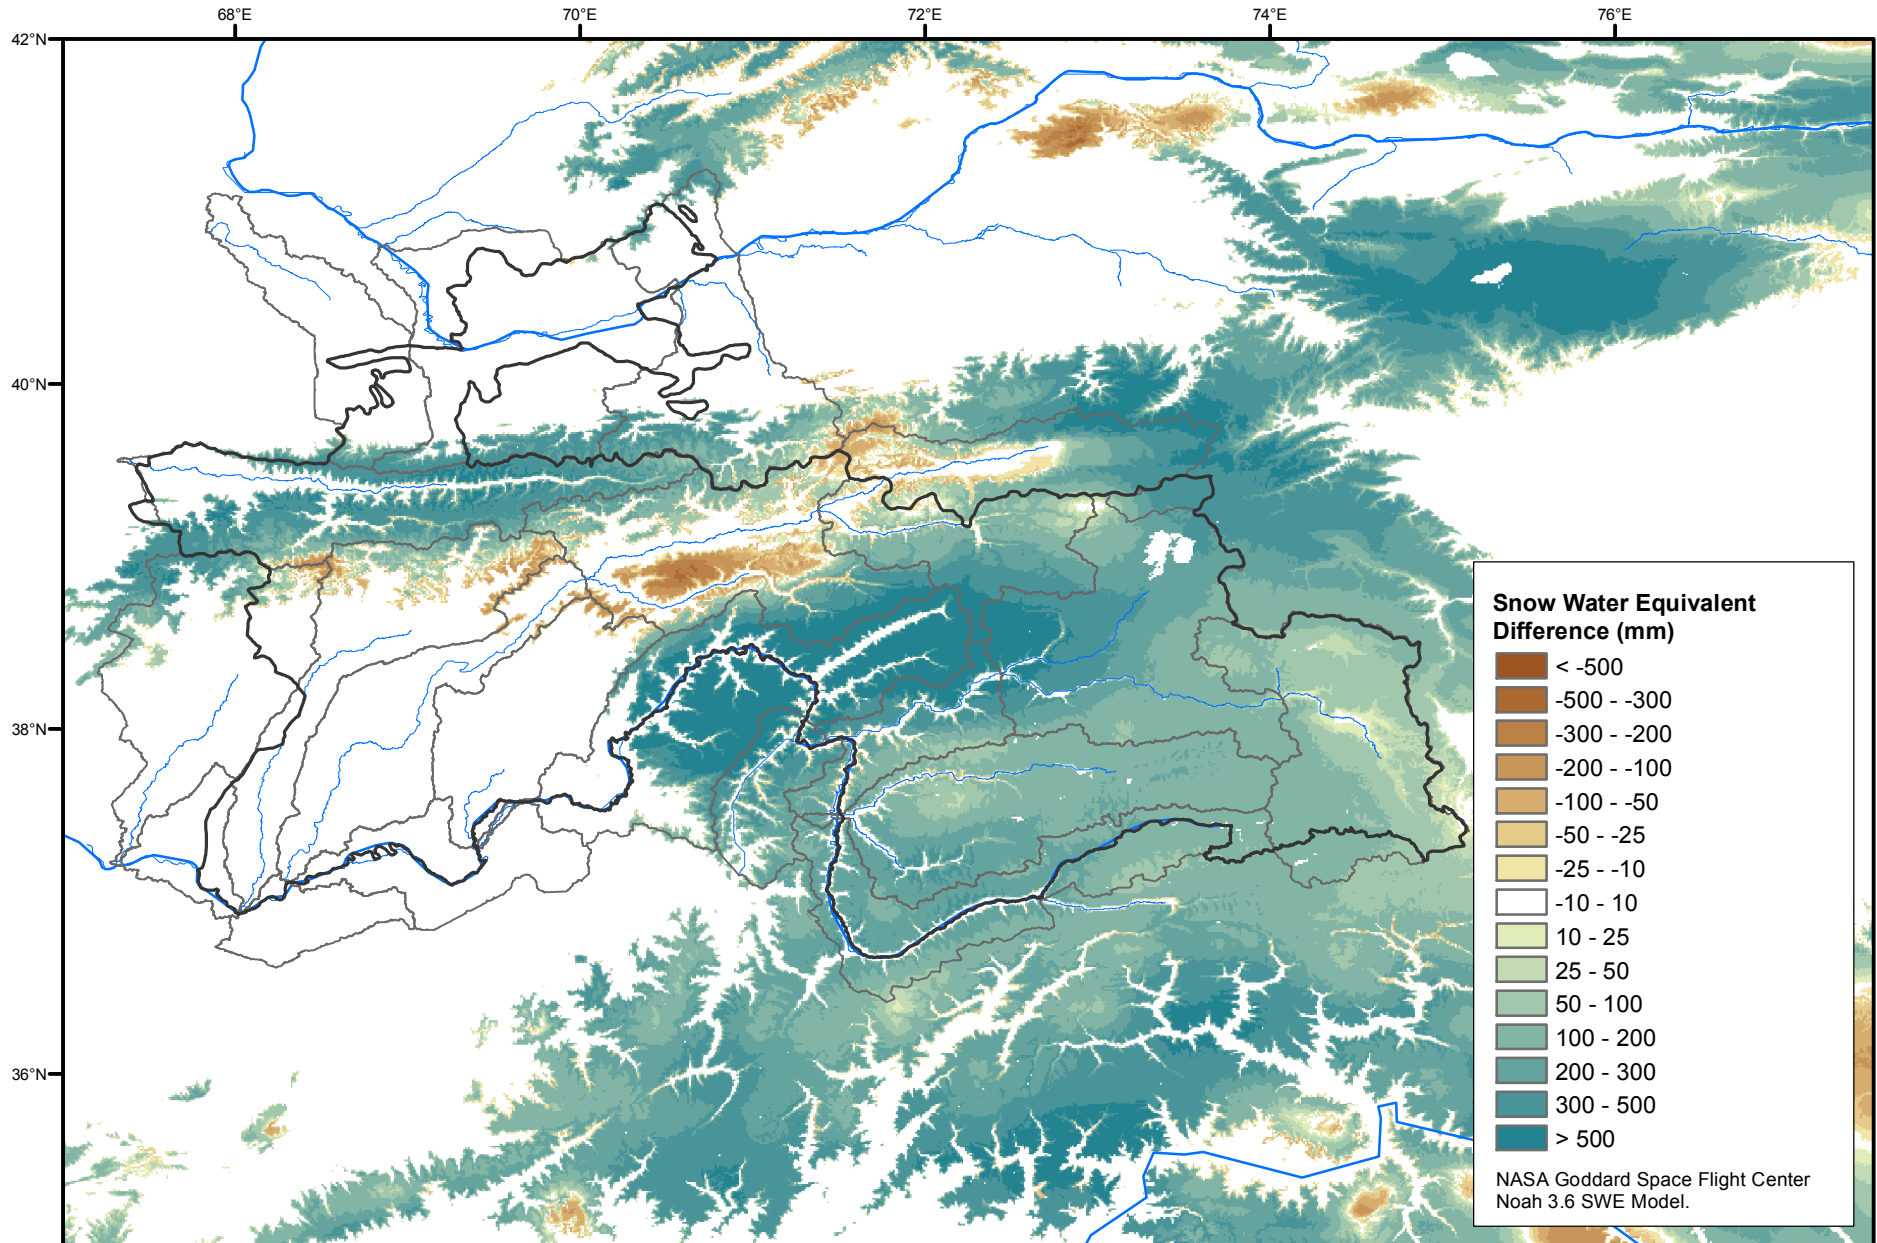 68°E
70°E
72°E
74°E
76°E
42°N
40°N
38°N
36°N
Snow Water Equivalent
Difference (mm)
< -500
-500 - -300
-300 - -200
-200 - -100
-100 - -50
-50 - -25
-25 - -10
-10 - 10
10 - 25
25 - 50
50 - 100
100 - 200
200 - 300
300 - 500
> 500
NASA Goddard Space Flight Center
Noah 3.6 SWE Model.